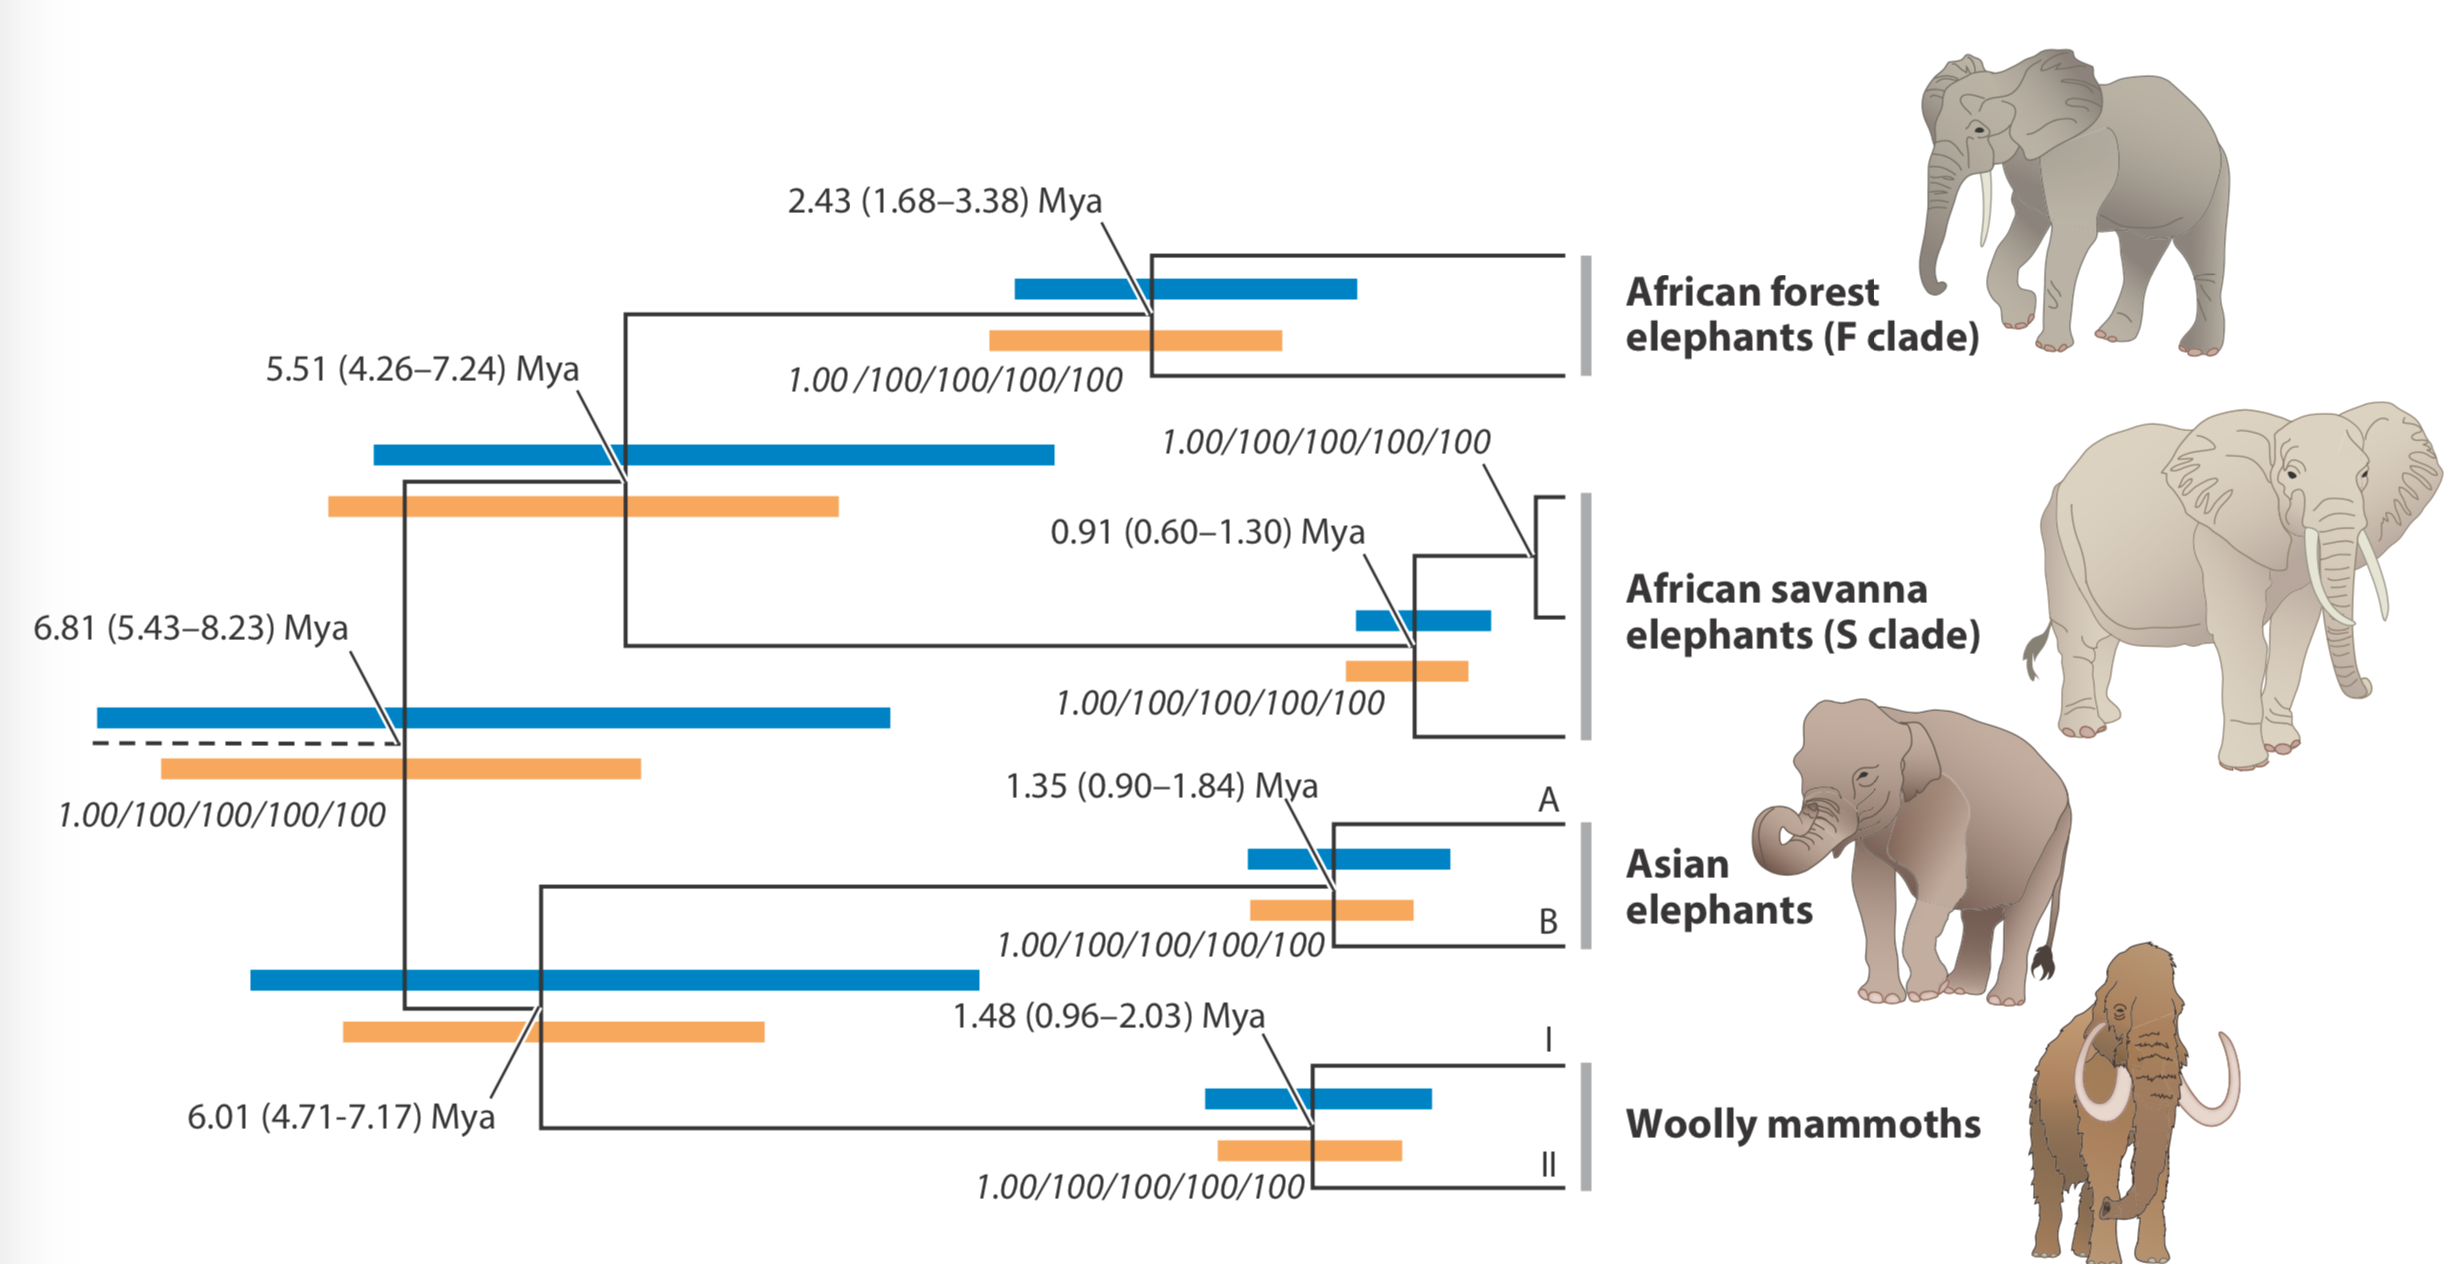 2.43 (1.68–3.38) Mya
African forest
elephants (F clade)
5.51 (4.26–7.24) Mya
1.00 /100/100/100/100
1.00/100/100/100/100
0.91 (0.60–1.30) Mya
African savanna
elephants (S clade)
6.81 (5.43–8.23) Mya
1.00/100/100/100/100
1.35 (0.90–1.84) Mya
A
1.00/100/100/100/100
Asian
elephants
B
1.00/100/100/100/100
1.48 (0.96–2.03) Mya
I
6.01 (4.71-7.17) Mya
Woolly mammoths
II
1.00/100/100/100/100